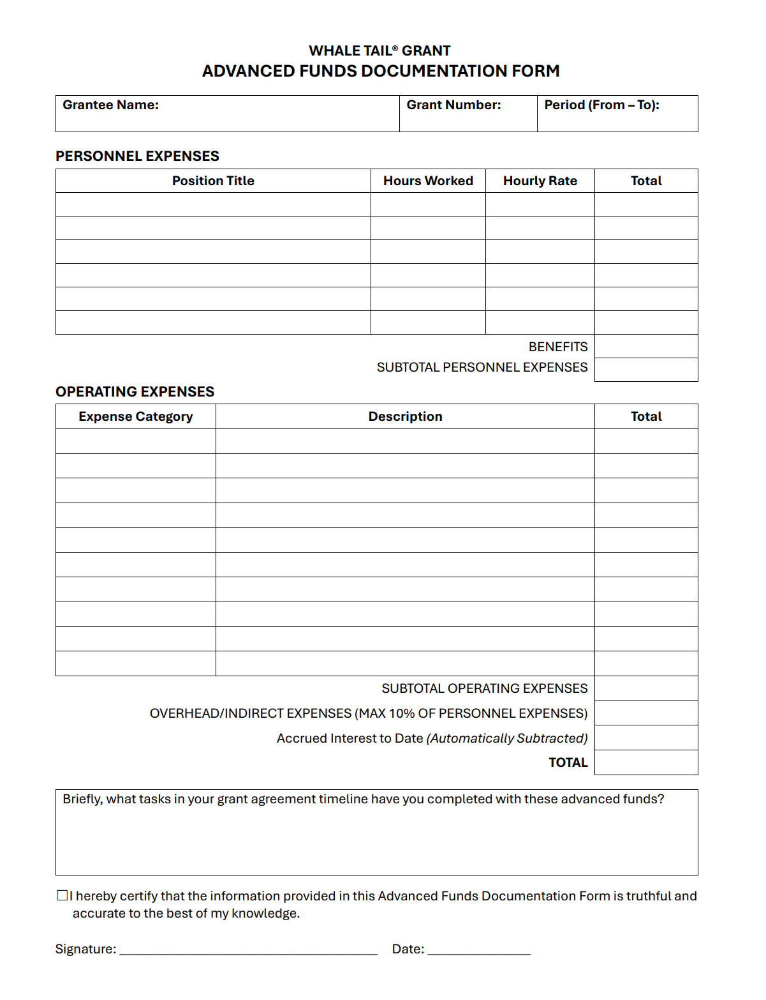 WHALE TAIL® GRANT
ADVANCED FUNDS DOCUMENTATION FORM
Grantee Name: Grant Number: Period (From – To):
PERSONNEL EXPENSES
Position Title Hours Worked Hourly Rate Total
BENEFITS
SUBTOTAL PERSONNEL EXPENSES
OPERATING EXPENSES
Expense Category Description Total
SUBTOTAL OPERATING EXPENSES
OVERHEAD/INDIRECT EXPENSES (MAX 10% OF PERSONNEL EXPENSES)
Accrued Interest to Date (Automatically Subtracted)
TOTAL
Briefly, what tasks in your grant agreement timeline have you completed with these advanced funds?
☐I hereby certify that the information provided in this Advanced Funds Documentation Form is truthful and
accurate to the best of my knowledge.
Signature: ________________________________________ Date: ________________